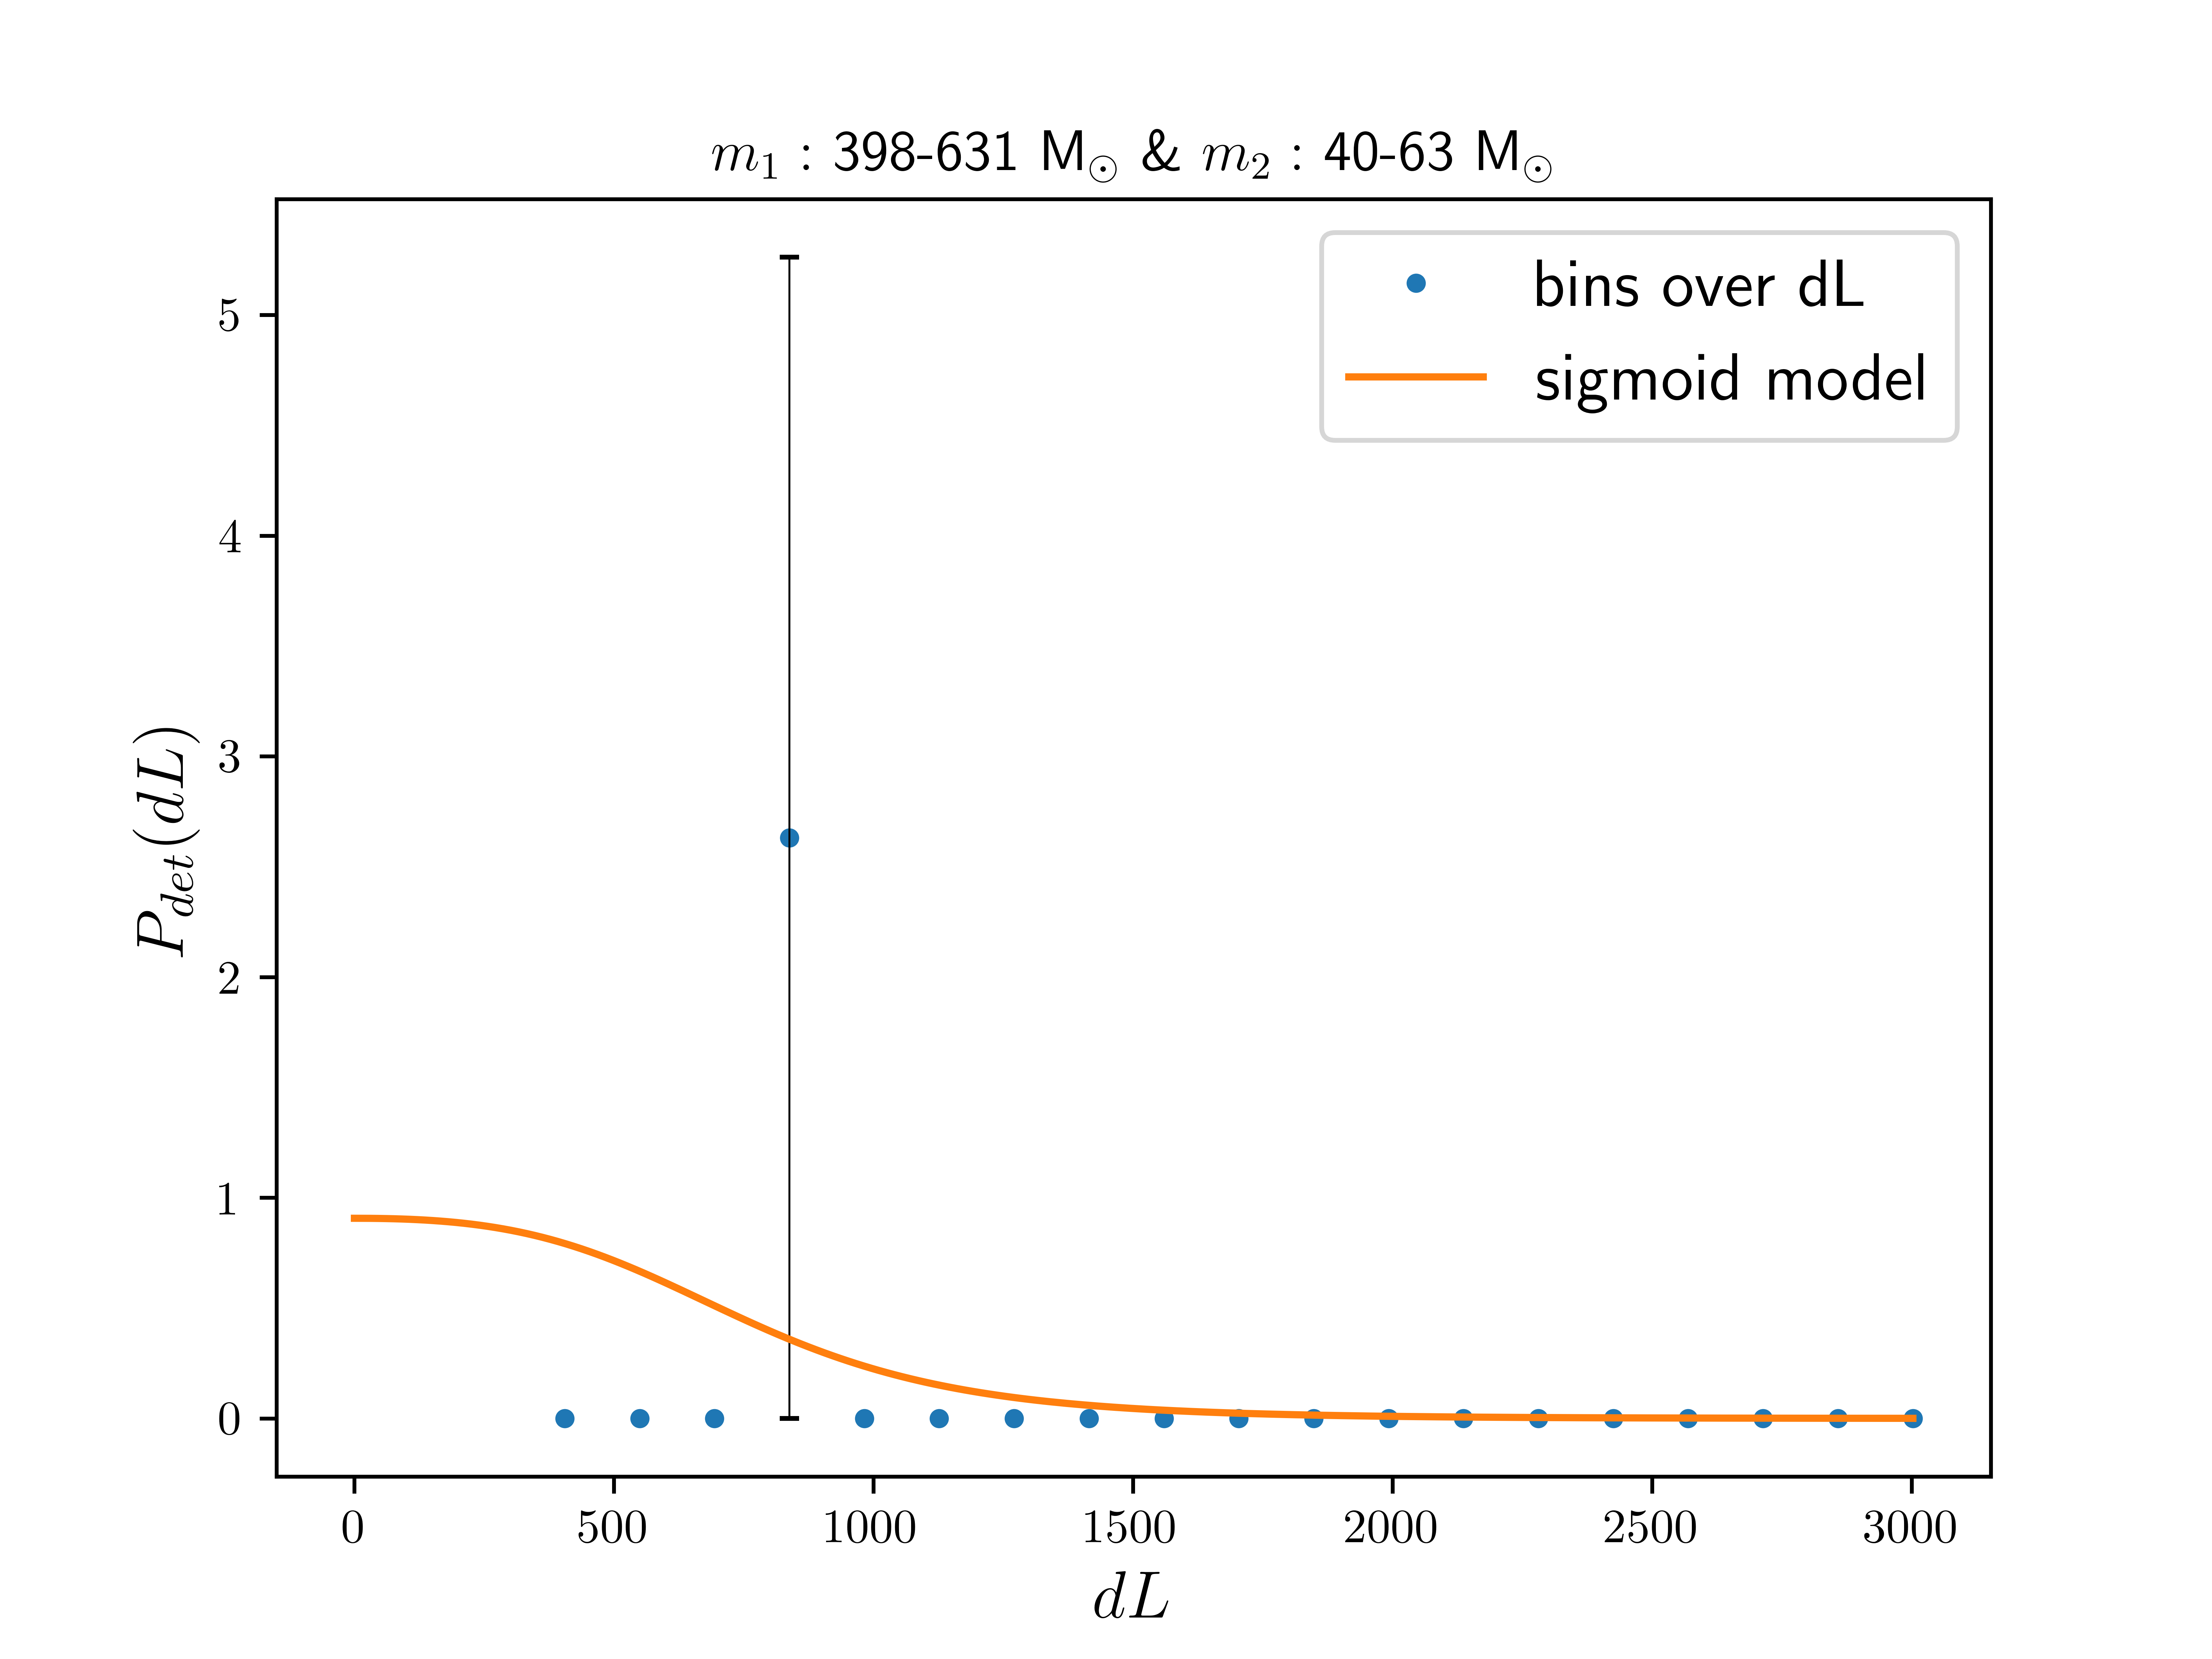 m₁ : 398-631 M⊙ & m₂ : 40-63 M⊙
bins over dL
sigmoid model
5
4
3
2
1
0
P_det(dL)
0 500 1000 1500 2000 2500 3000
dL